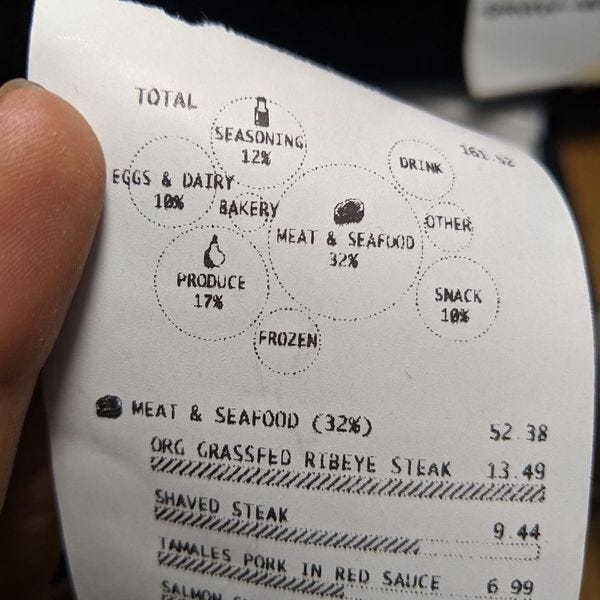 TOTAL
161.52
SEASONING
12%
DRINK
EGGS & DAIRY
10%
BAKERY
OTHER
MEAT & SEAFOOD
32%
PRODUCE
17%
SNACK
10%
FROZEN
MEAT & SEAFOOD (32%) 52.38
ORG GRASSFED RIBEYE STEAK 13.49
SHAVED STEAK 9.44
TAMALES PORK IN RED SAUCE 6.99
SALMON